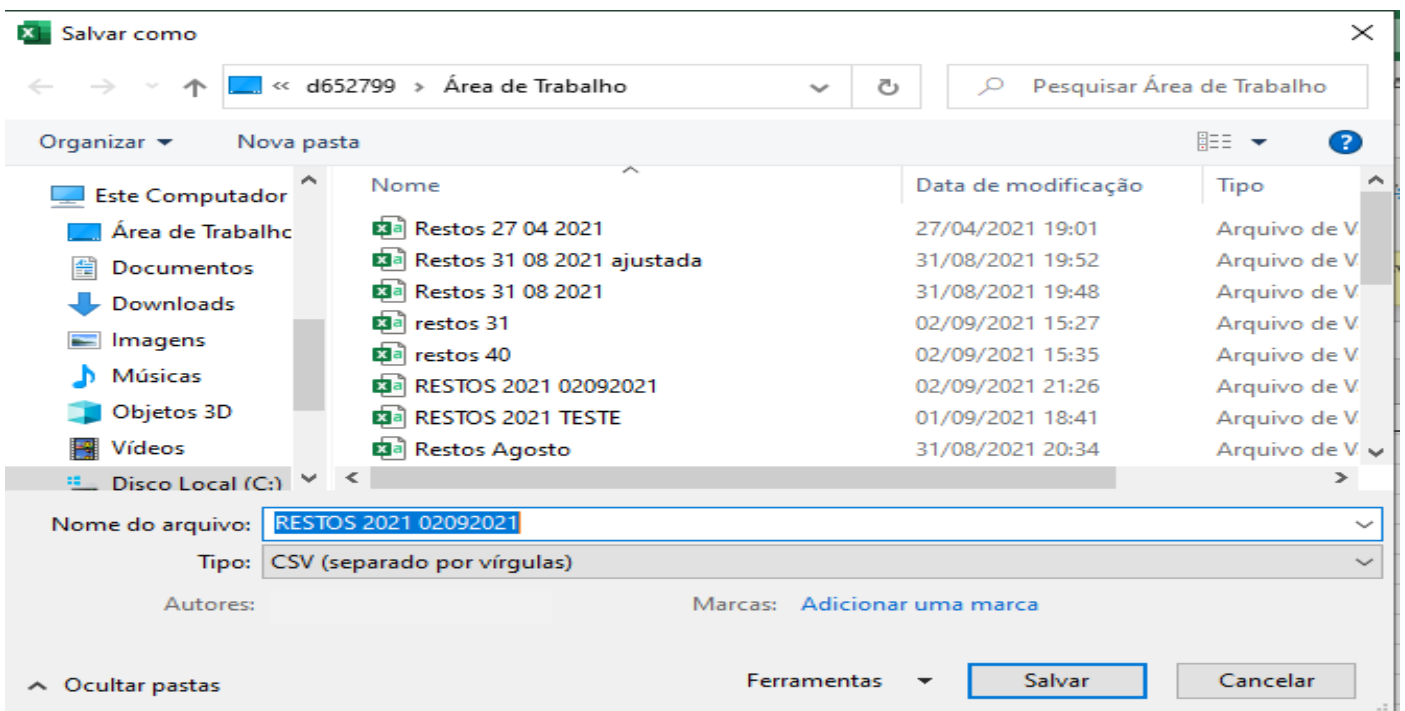 Salvar como
« d652799 > Área de Trabalho
Pesquisar Área de Trabalho
Organizar
Nova pasta
Este Computador
Área de Trabalhc
Documentos
Downloads
Imagens
Músicas
Objetos 3D
Vídeos
Disco Local (C:)
Nome Data de modificação Tipo
Restos 27 04 2021 27/04/2021 19:01 Arquivo de V
Restos 31 08 2021 ajustada 31/08/2021 19:52 Arquivo de V
Restos 31 08 2021 31/08/2021 19:48 Arquivo de V
restos 31 02/09/2021 15:27 Arquivo de V
restos 40 02/09/2021 15:35 Arquivo de V
RESTOS 2021 02092021 02/09/2021 21:26 Arquivo de V
RESTOS 2021 TESTE 01/09/2021 18:41 Arquivo de V
Restos Agosto 31/08/2021 20:34 Arquivo de V
Nome do arquivo: RESTOS 2021 02092021
Tipo: CSV (separado por vírgulas)
Autores:
Marcas: Adicionar uma marca
Ocultar pastas
Ferramentas
Salvar
Cancelar